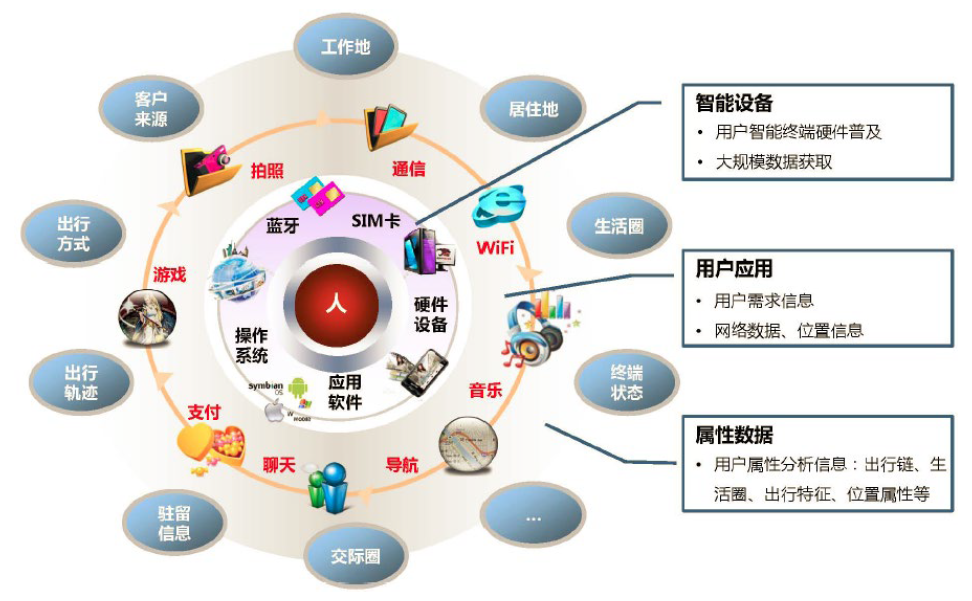 工作地
客户
来源
居住地
智能设备
• 用户智能终端硬件普及
• 大规模数据获取
拍照
通信
蓝牙
SIM卡
出行
方式
生活圈
WiFi
游戏
人
用户应用
• 用户需求信息
• 网络数据、位置信息
硬件
设备
操作
系统
出行
轨迹
终端
状态
应用
软件
symbian
OS
音乐
支付
属性数据
• 用户属性分析信息：出行链、生
活圈、出行特征、位置属性等
聊天
导航
驻留
信息
...
交际圈